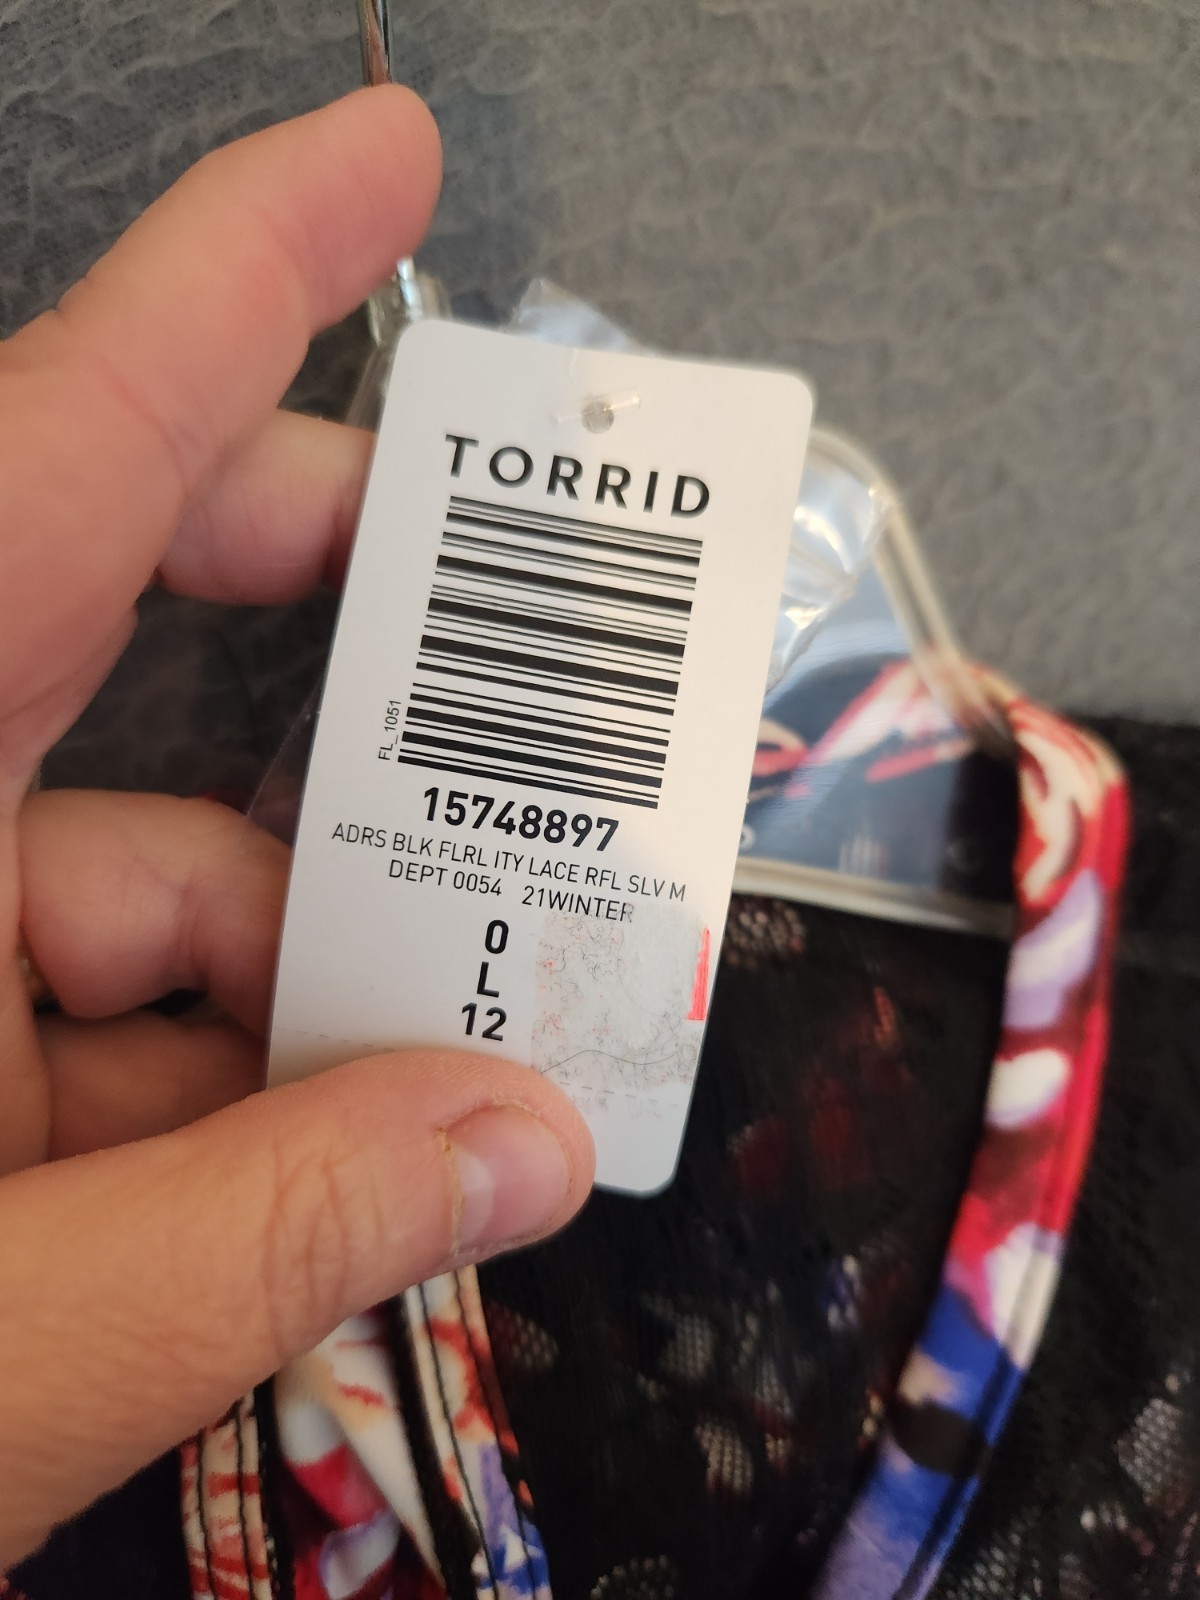 TORRID
FL_1051
15748897
ADRS BLK FLRL ITY LACE RFL SLV M
DEPT 0054 21WINTER
0
L
12